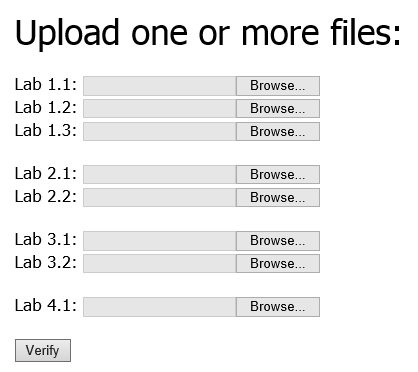 Upload one or more files:
Lab 1.1: Browse...
Lab 1.2: Browse...
Lab 1.3: Browse...
Lab 2.1: Browse...
Lab 2.2: Browse...
Lab 3.1: Browse...
Lab 3.2: Browse...
Lab 4.1: Browse...
Verify